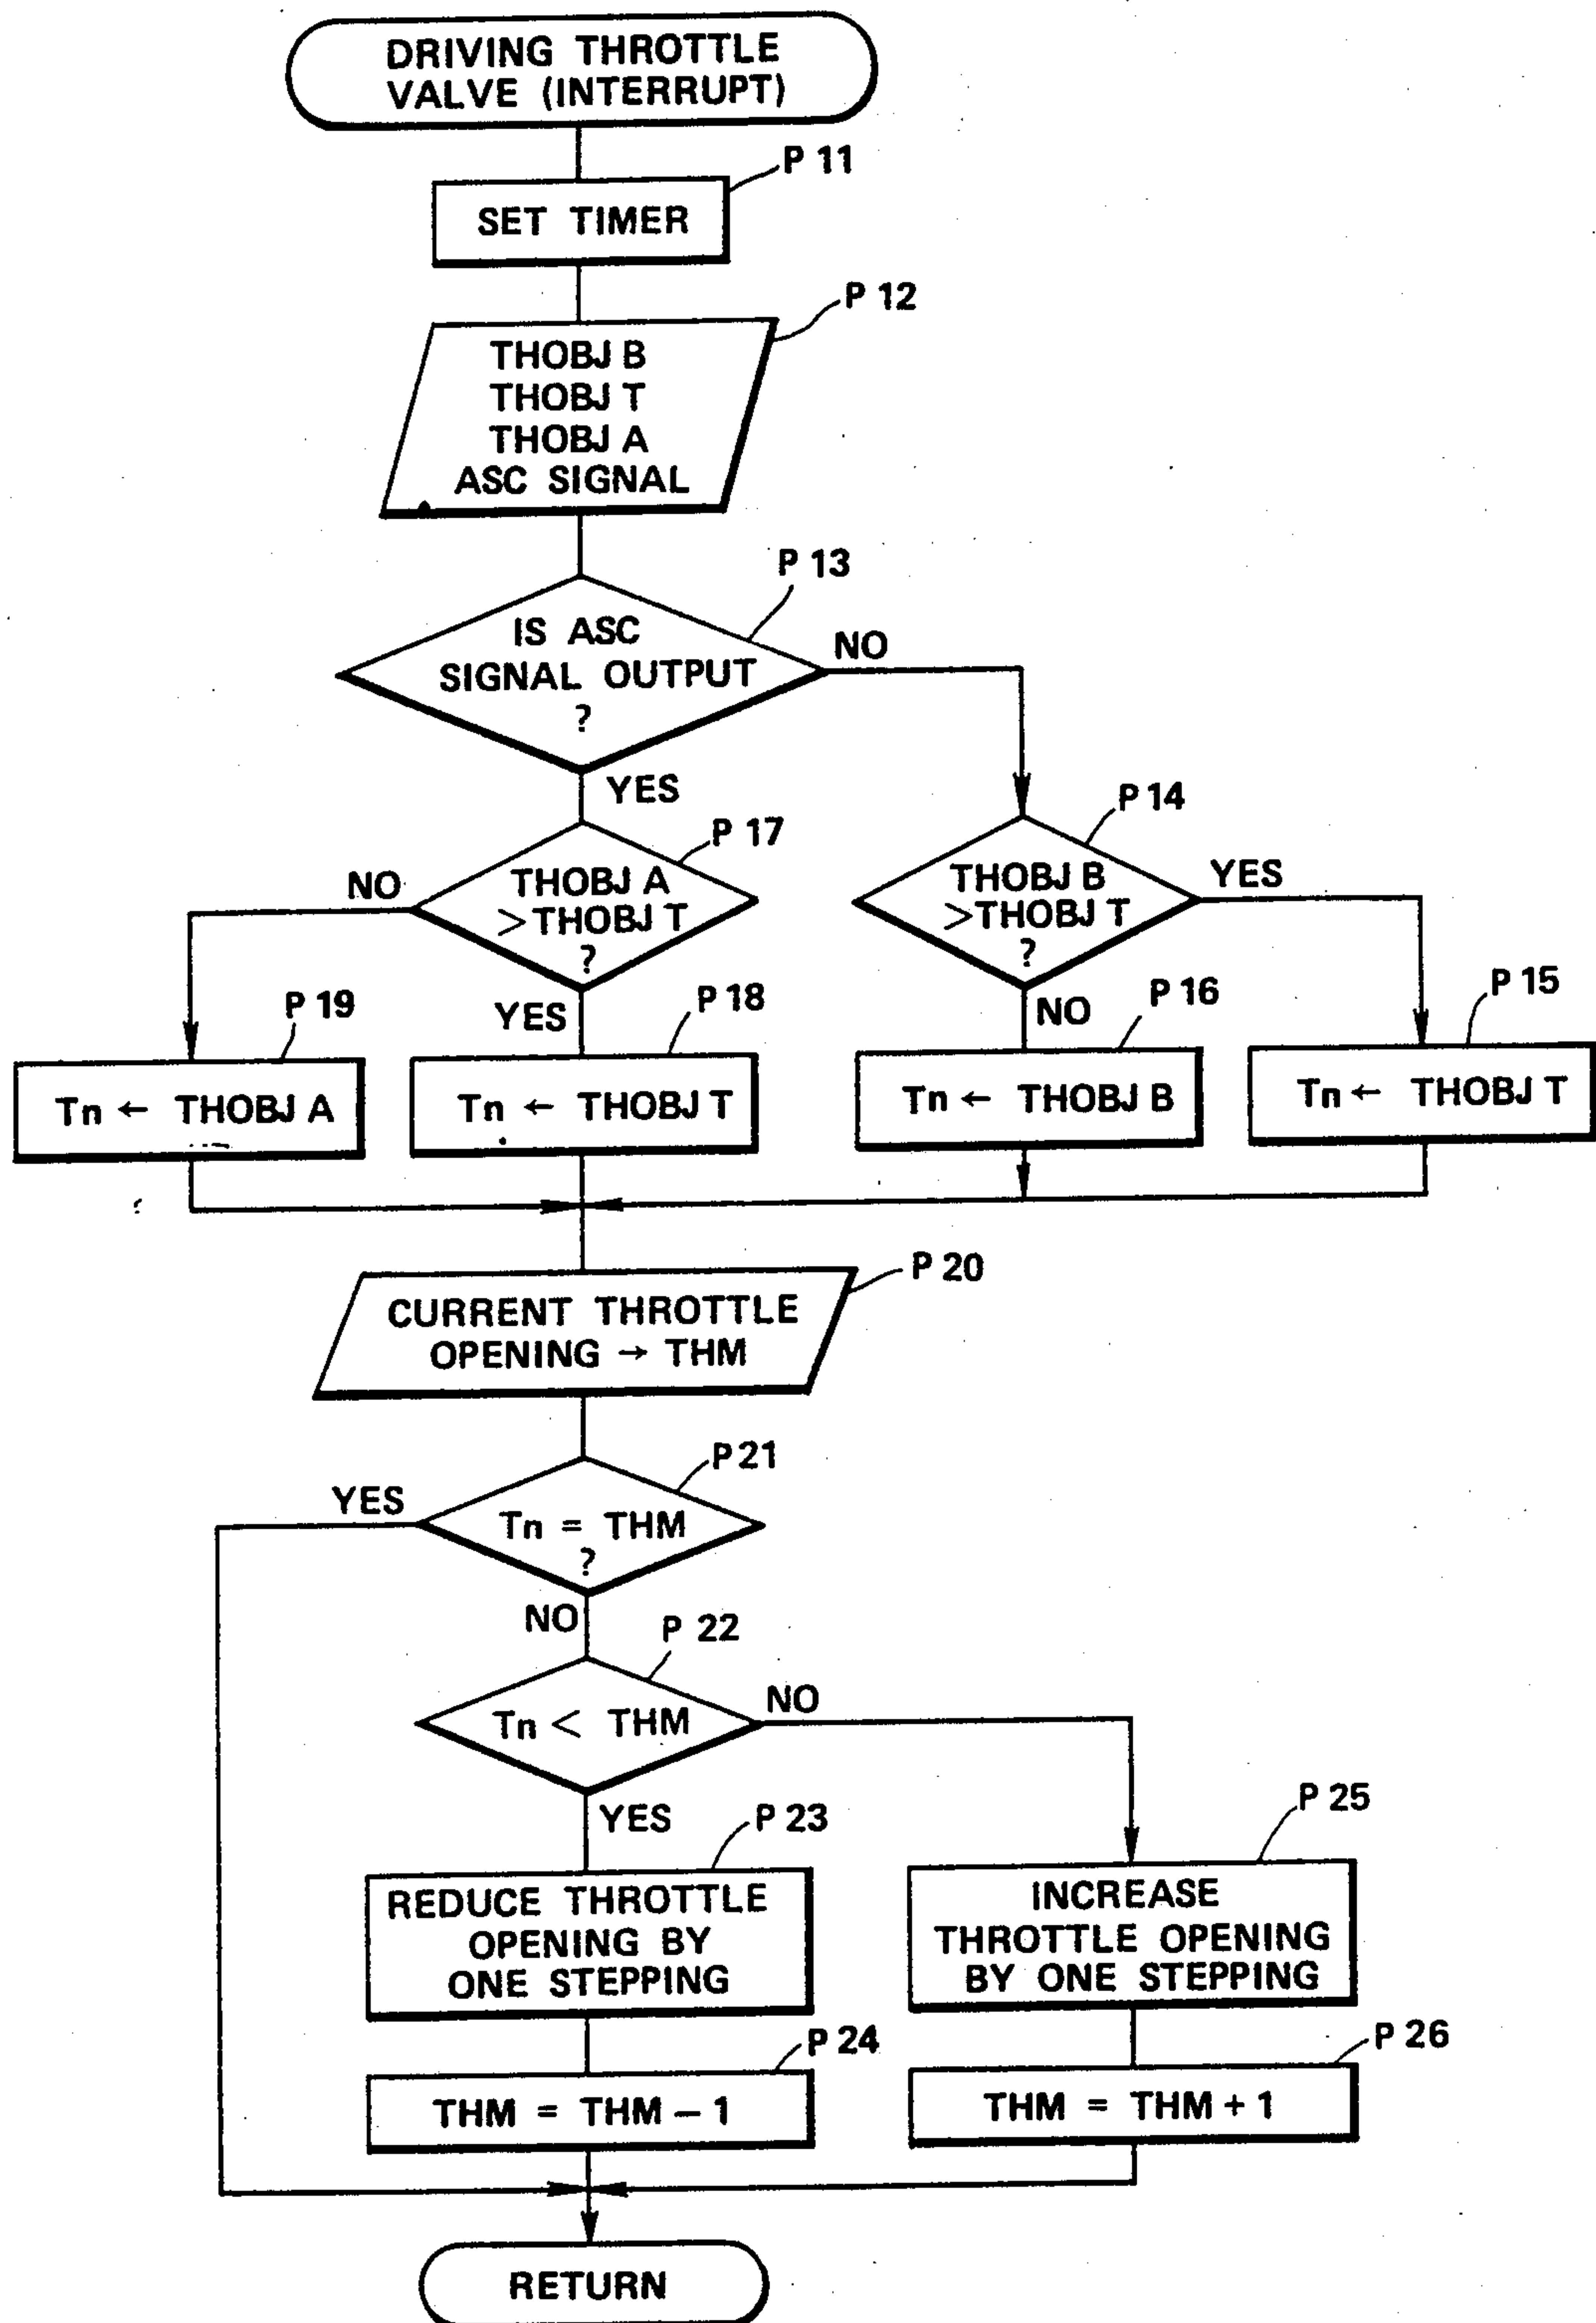 DRIVING THROTTLE
VALVE (INTERRUPT)
P 11
SET TIMER
P 12
THOBJ B
THOBJ T
THOBJ A
ASC SIGNAL
P 13
IS ASC
SIGNAL OUTPUT
?
NO
YES
P 14
P 17
THOBJ A
>THOBJ T
?
NO
YES
THOBJ B
>THOBJ T
?
YES
NO
P 19
P 18
P 16
P 15
Tn ← THOBJ A
Tn ← THOBJ T
Tn ← THOBJ B
Tn ← THOBJ T
P 20
CURRENT THROTTLE
OPENING → THM
P 21
YES
Tn = THM
?
NO
P 22
Tn < THM
NO
YES
P 23
P 25
REDUCE THROTTLE
OPENING BY
ONE STEPPING
INCREASE
THROTTLE OPENING
BY ONE STEPPING
P 24
P 26
THM = THM − 1
THM = THM + 1
RETURN